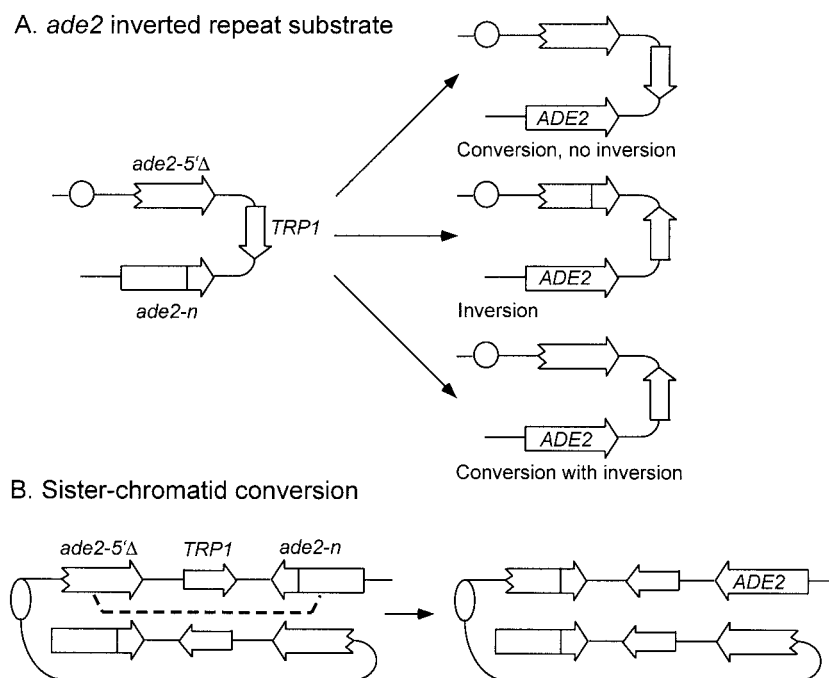 A. ade2 inverted repeat substrate
ade2-5'Δ
TRP1
ade2-n
ADE2
Conversion, no inversion
ADE2
Inversion
ADE2
Conversion with inversion
B. Sister-chromatid conversion
ade2-5'Δ TRP1 ade2-n
ADE2